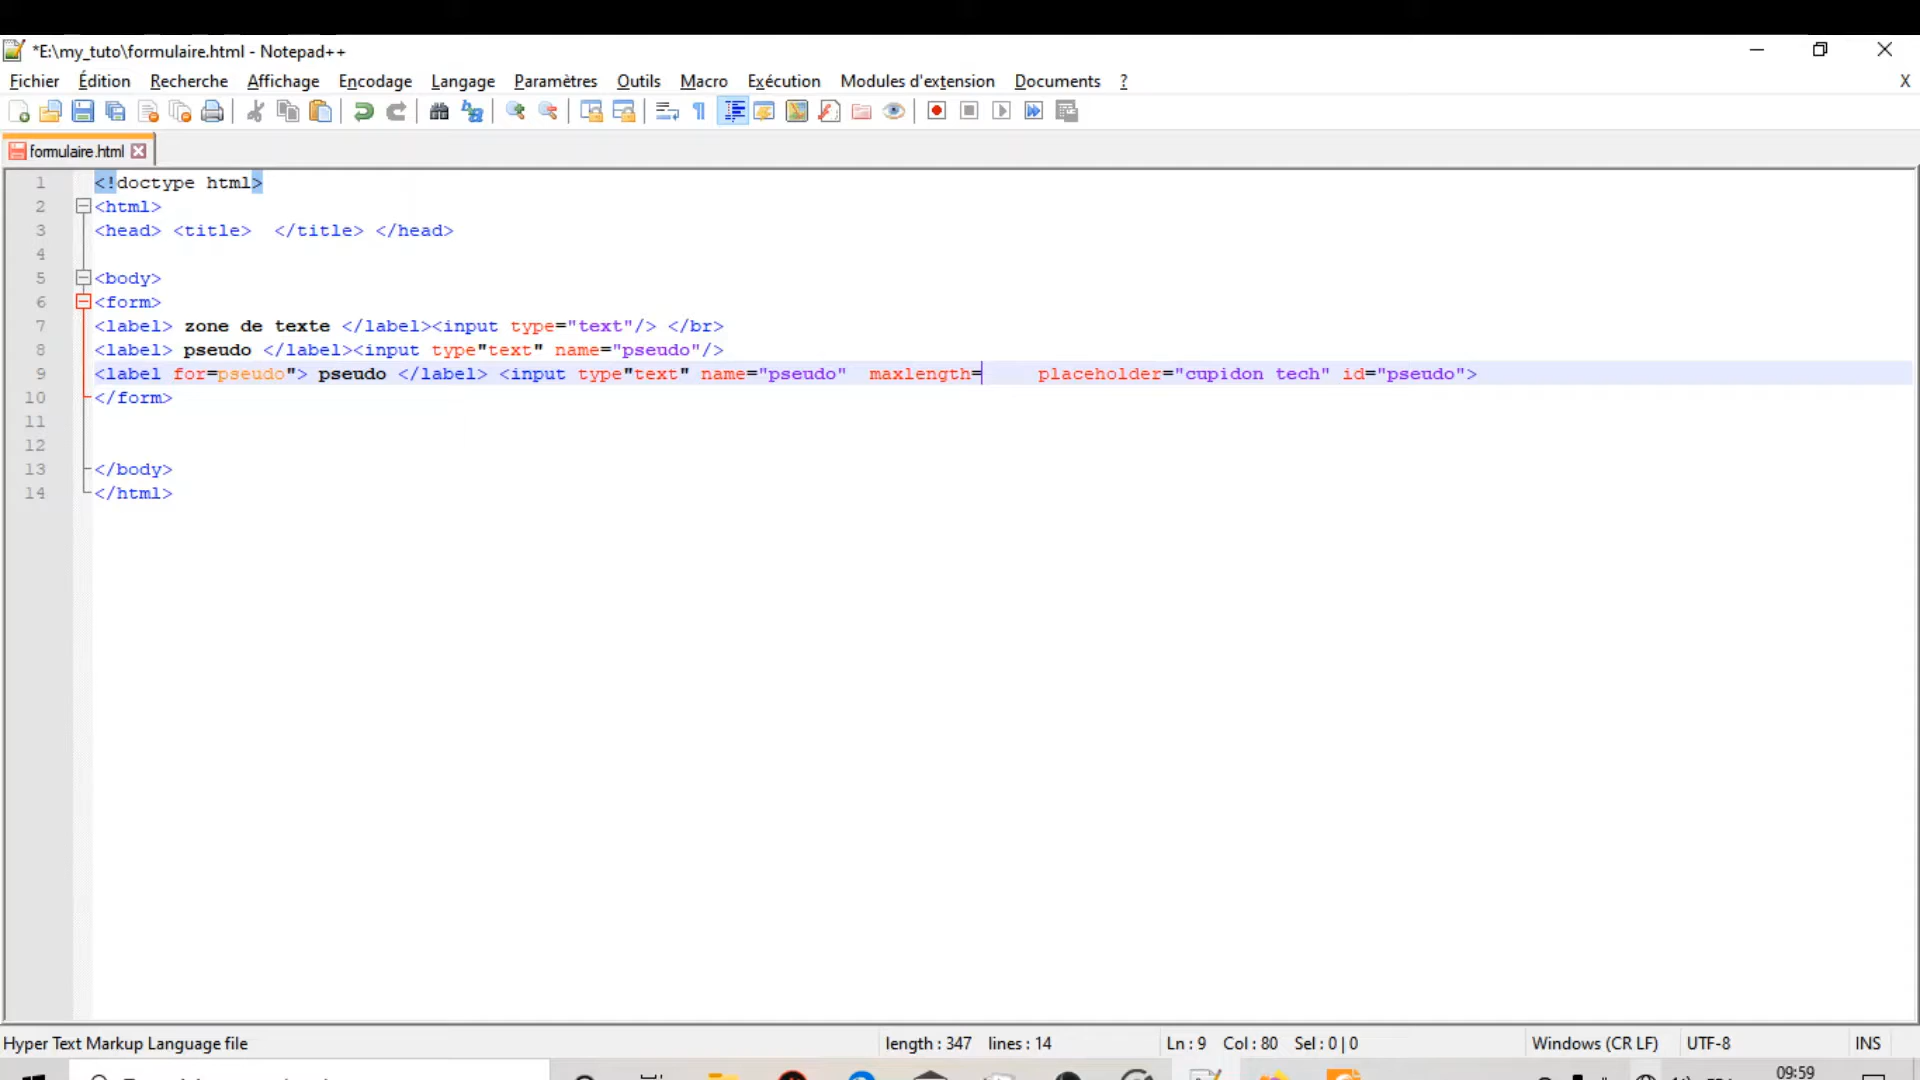 *E:\my_tuto\formulaire.html - Notepad++
Fichier Édition Recherche Affichage Encodage Langage Paramètres Outils Macro Exécution Modules d'extension Documents ? X
formulaire.html
1 <!doctype html>
2 <html>
3 <head> <title>  </title> </head>
4
5 <body>
6 <form>
7 <label> zone de texte </label><input type="text"/> </br>
8 <label> pseudo </label><input type"text" name="pseudo"/>
9 <label for=pseudo"> pseudo </label> <input type"text" name="pseudo"  maxlength=     placeholder="cupidon tech" id="pseudo">
10 </form>
11
12
13 </body>
14 </html>
Hyper Text Markup Language file length : 347 lines : 14 Ln : 9 Col : 80 Sel : 0 | 0 Windows (CR LF) UTF-8 INS
09:59